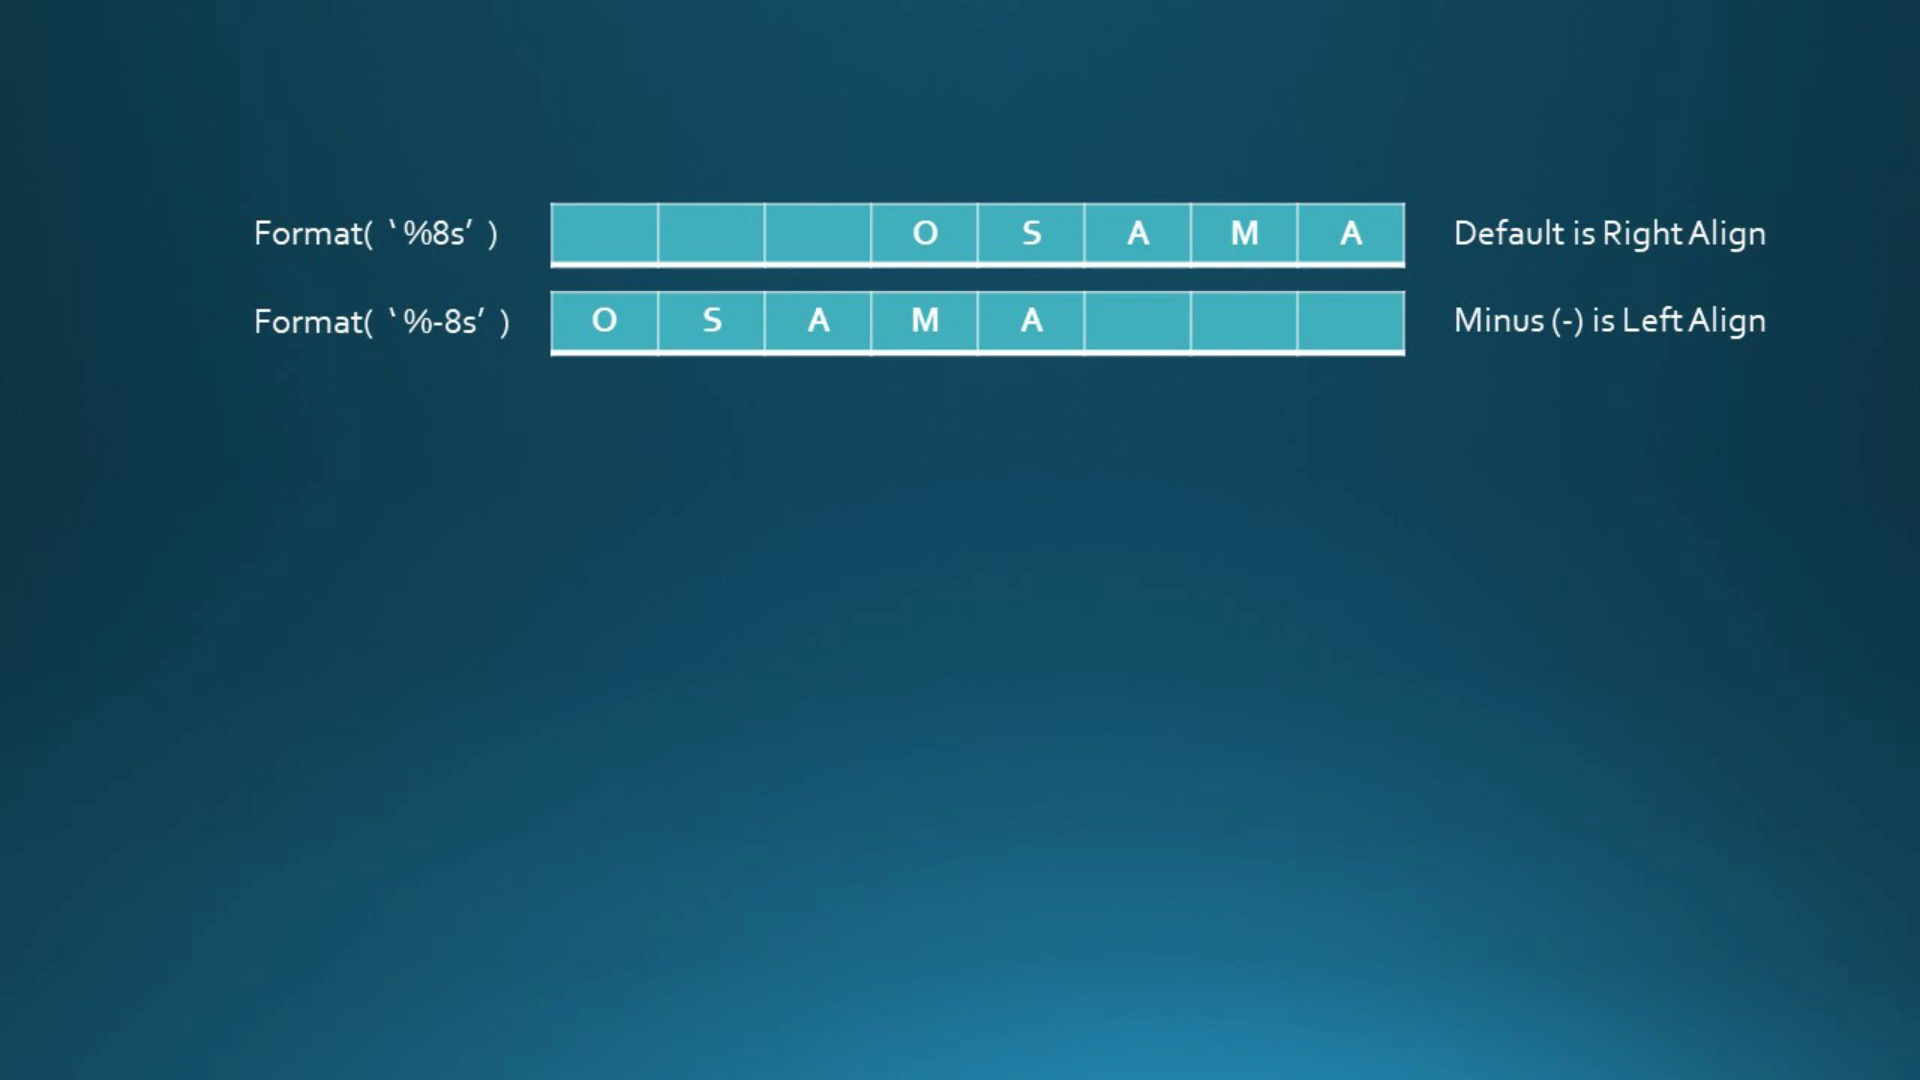 Format( ‘%8s’ ) O S A M A Default is Right Align
Format( ‘%-8s’ ) O S A M A Minus (-) is Left Align